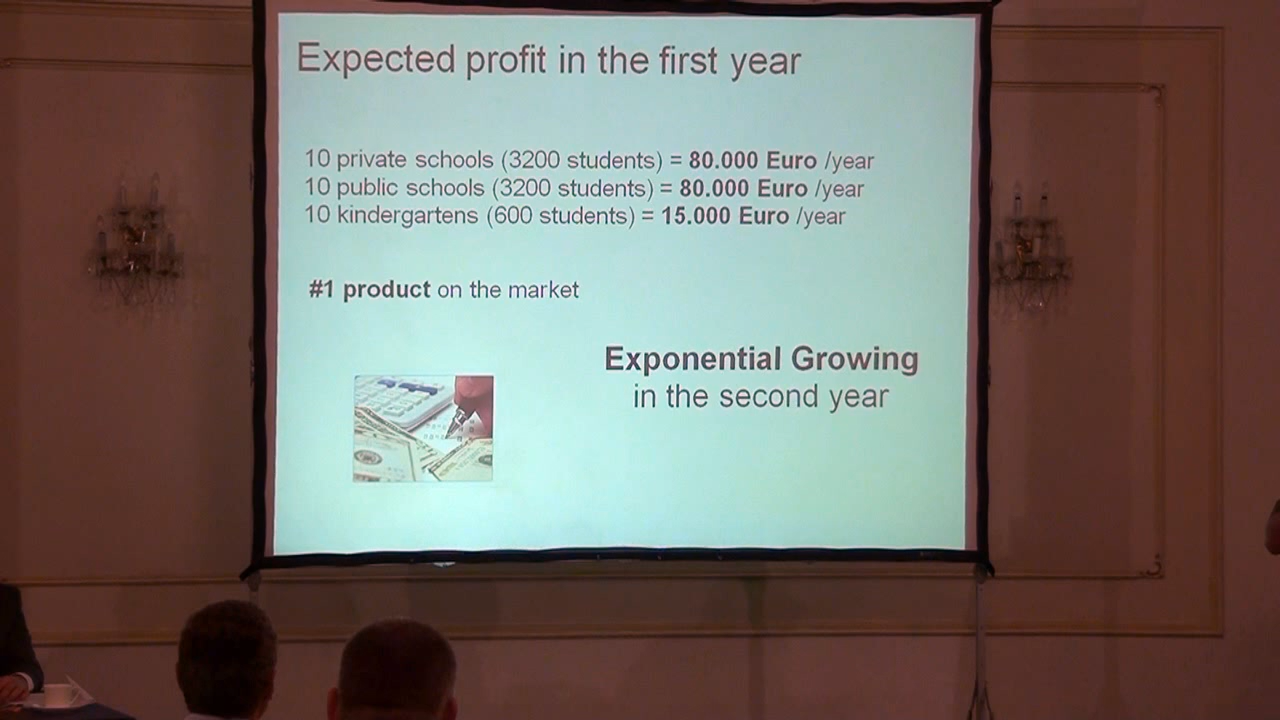 Expected profit in the first year
10 private schools (3200 students) = 80.000 Euro /year
10 public schools (3200 students) = 80.000 Euro /year
10 kindergartens (600 students) = 15.000 Euro /year
#1 product on the market
Exponential Growing
in the second year